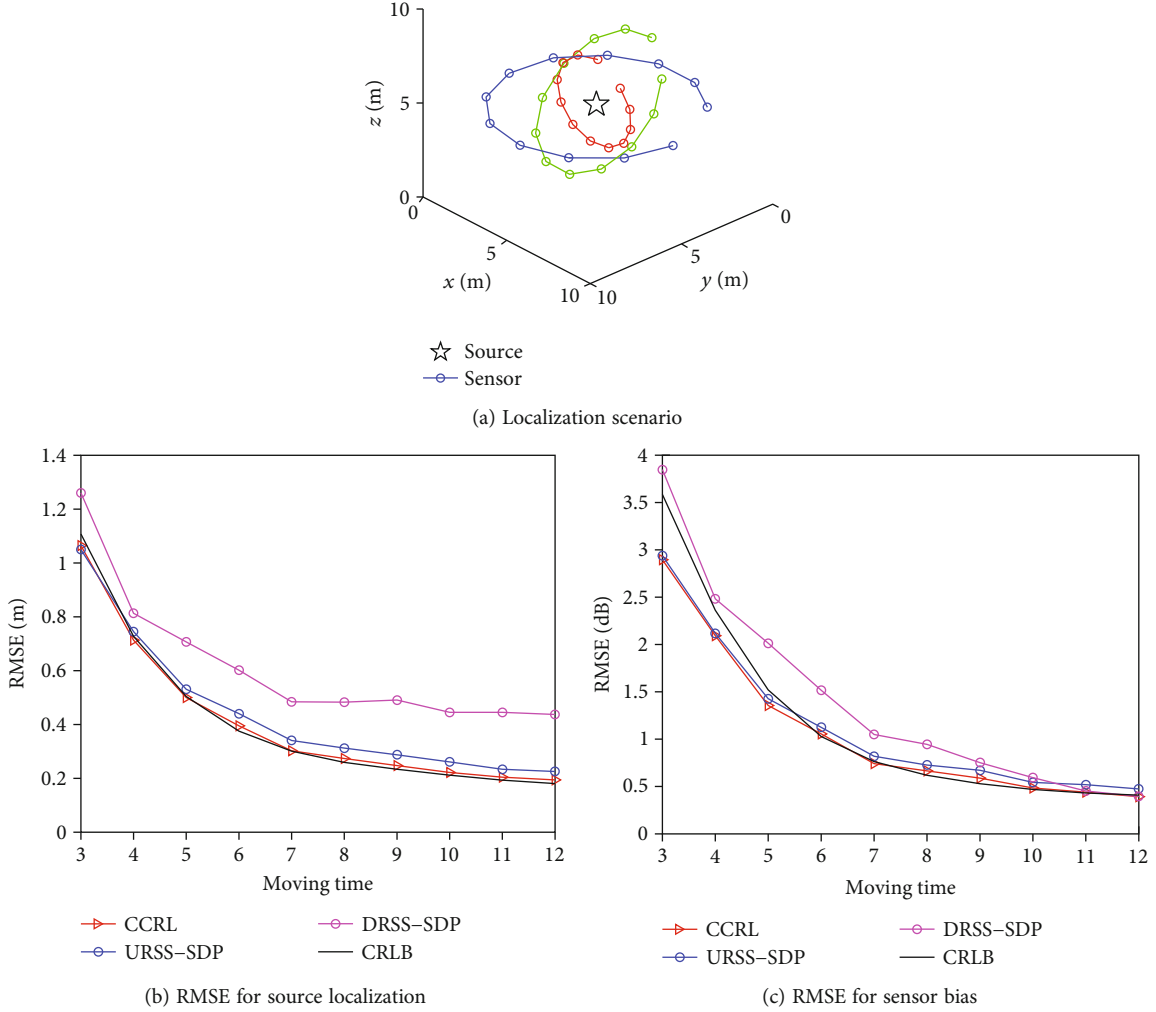 10
5
0
z (m)
0
5
10
x (m)
10
5
0
y (m)
Source
Sensor
(a) Localization scenario
1.4
1.2
1
0.8
0.6
0.4
0.2
0
RMSE (m)
3 4 5 6 7 8 9 10 11 12
Moving time
CCRL
URSS−SDP
DRSS−SDP
CRLB
(b) RMSE for source localization
4
3.5
3
2.5
2
1.5
1
0.5
0
RMSE (dB)
3 4 5 6 7 8 9 10 11 12
Moving time
CCRL
URSS−SDP
DRSS−SDP
CRLB
(c) RMSE for sensor bias